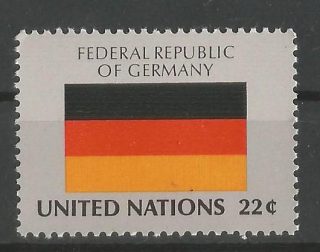 FEDERAL REPUBLIC
OF GERMANY
UNITED NATIONS 22¢